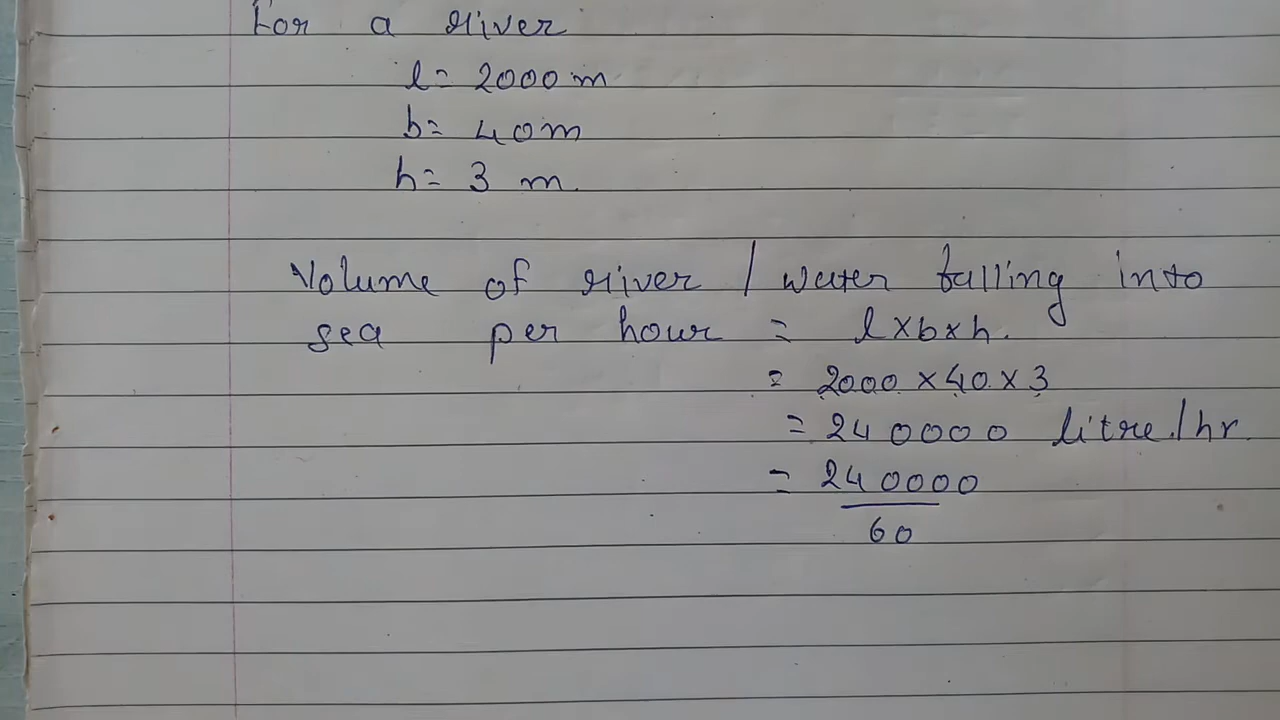 For a river
l= 2000 m
b= 40m
h= 3 m.
Volume of river / water falling into
sea per hour = l×b×h.
= 2000 × 40 × 3
= 240000 litre./hr.
= 240000
60